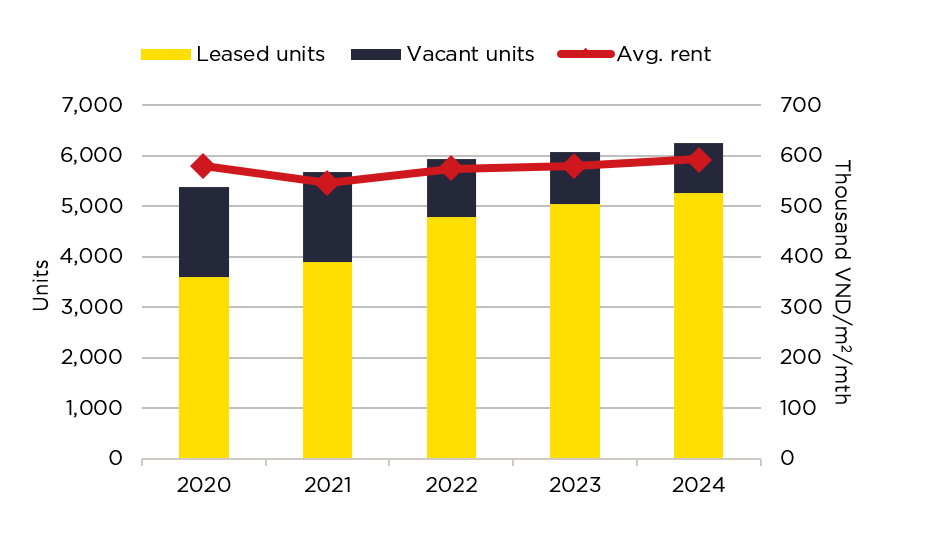 Leased units Vacant units Avg. rent
7,000 700
6,000 600
5,000 500
4,000 400
3,000 300
2,000 200
1,000 100
0 0
Units
Thousand VND/m²/mth
2020 2021 2022 2023 2024